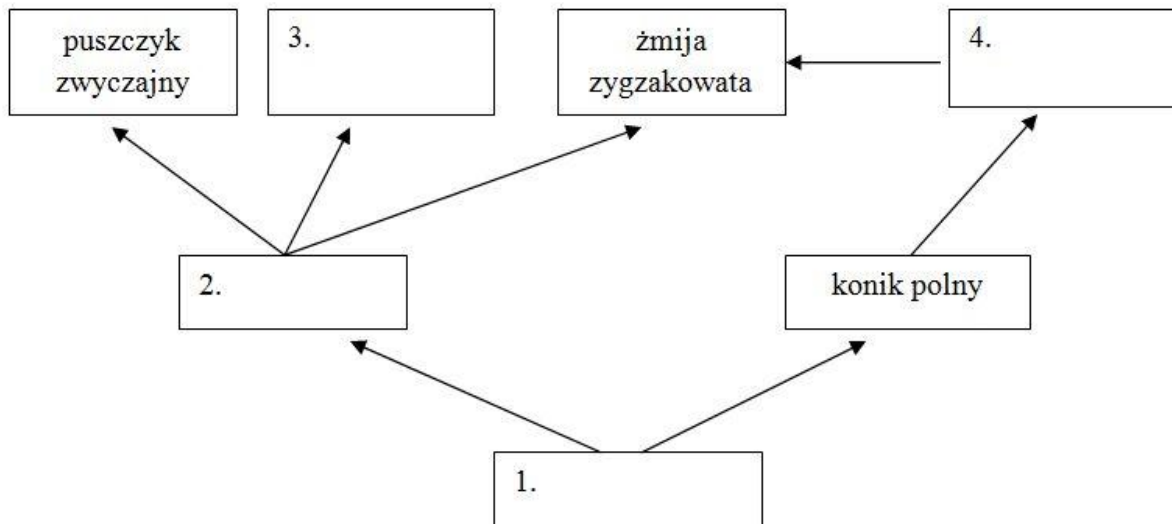 puszczyk
zwyczajny
3.
żmija
zygzakowata
4.
2.
konik polny
1.